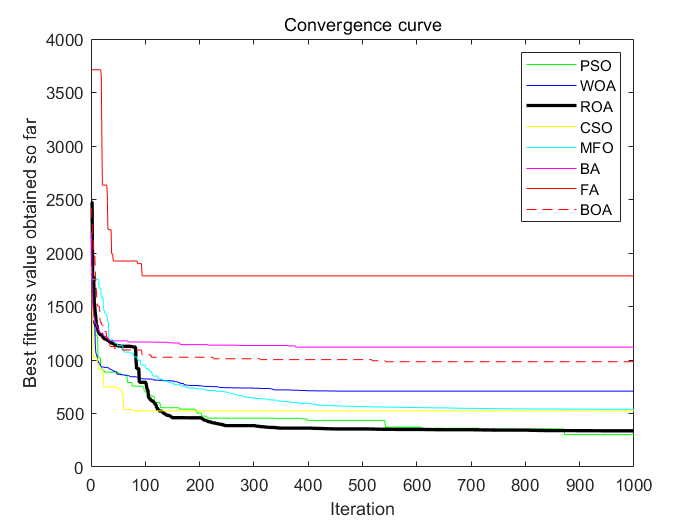 Convergence curve
4000
3500
3000
2500
2000
1500
1000
500
0
Best fitness value obtained so far
PSO
WOA
ROA
CSO
MFO
BA
FA
BOA
0 100 200 300 400 500 600 700 800 900 1000
Iteration